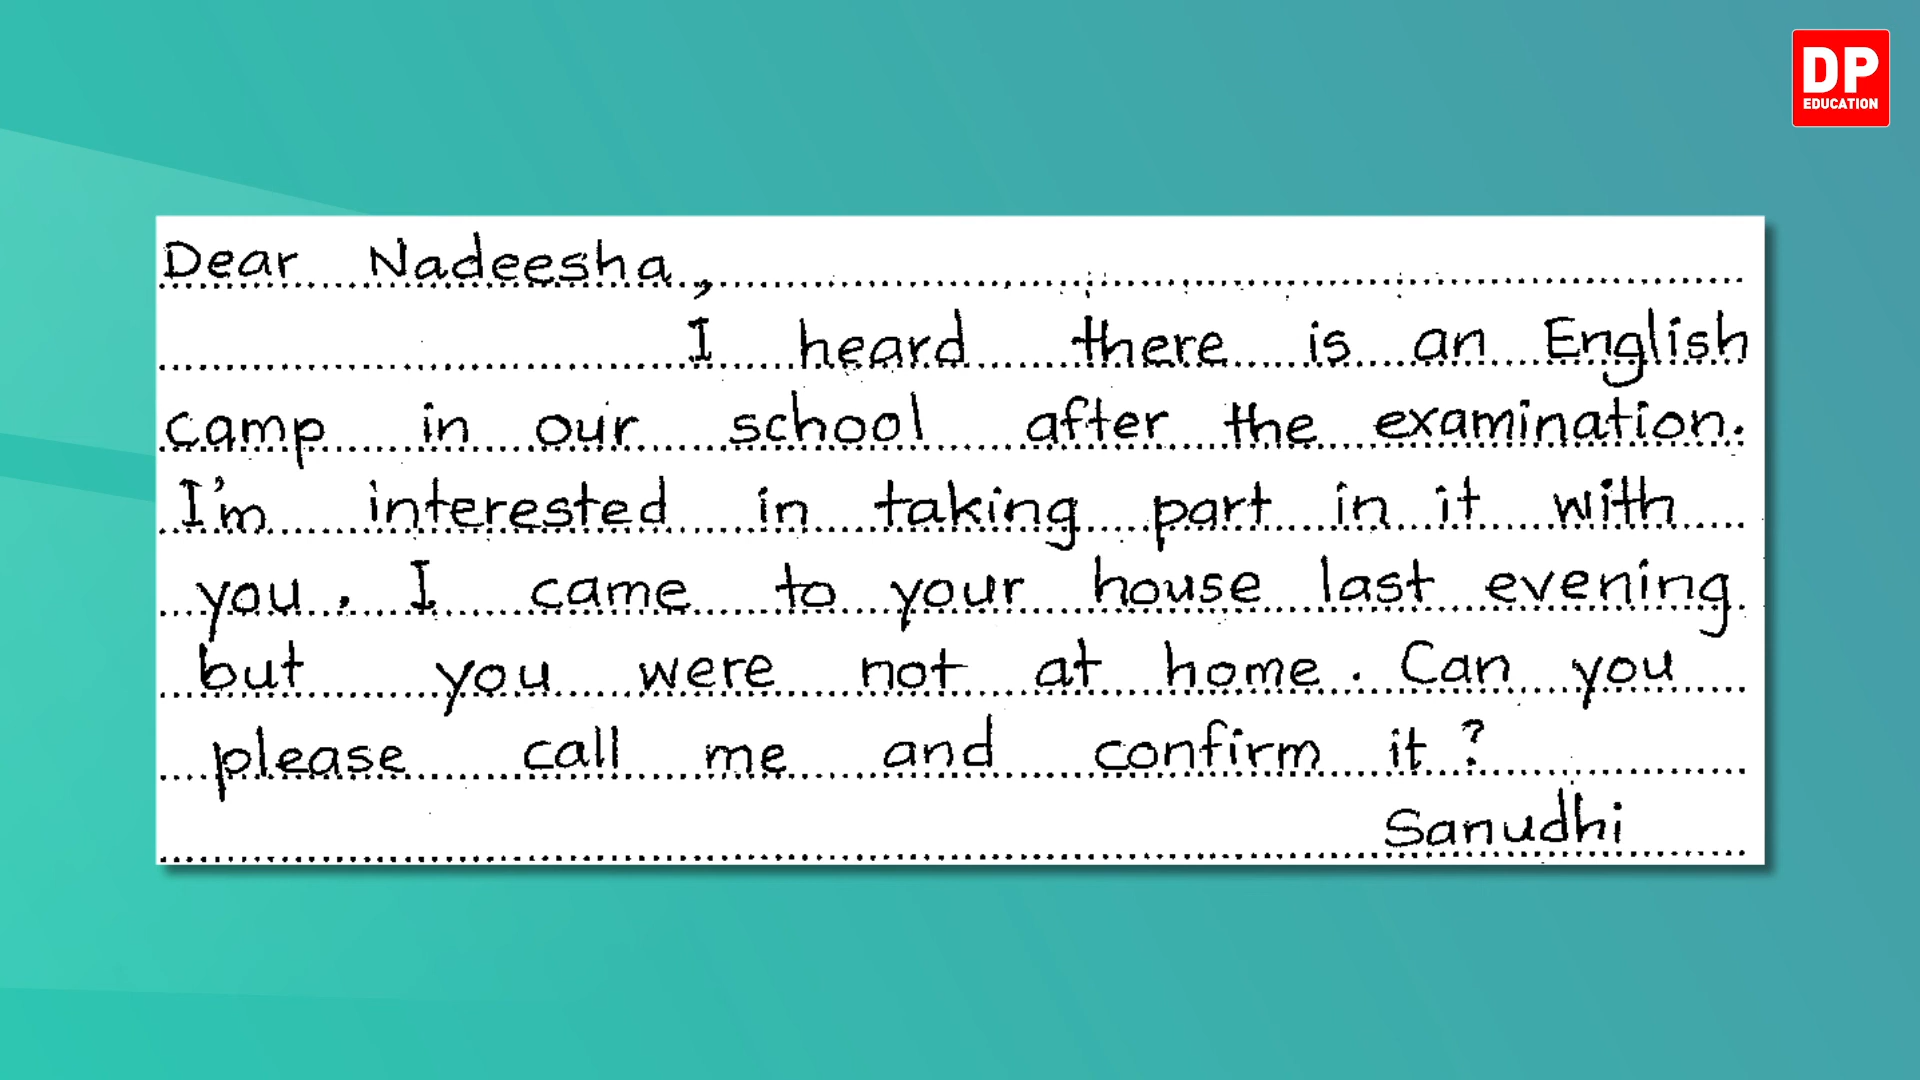 DP
EDUCATION
Dear Nadeesha,
I heard there is an English
camp in our school after the examination.
I'm interested in taking part in it with
you. I came to your house last evening
but you were not at home. Can you
please call me and confirm it?
Sanudhi